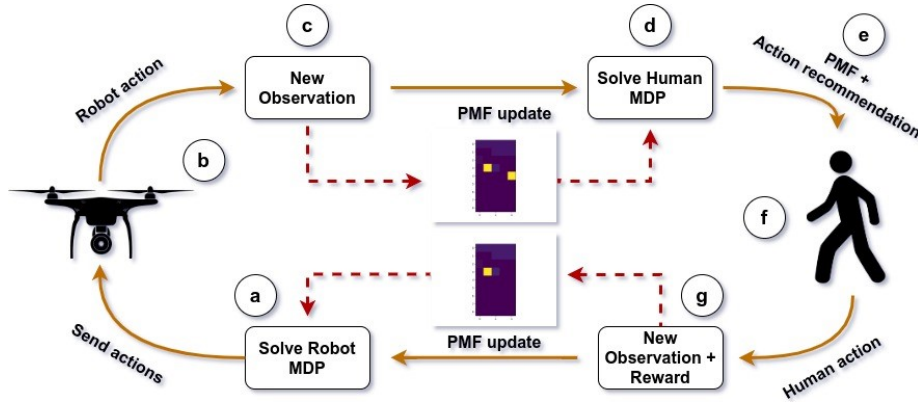 c
d
e
New
Observation
Solve Human
MDP
PMF +
Action recommendation
Robot action
PMF update
b
f
a
g
Solve Robot
MDP
PMF update
New
Observation +
Reward
Send actions
Human action